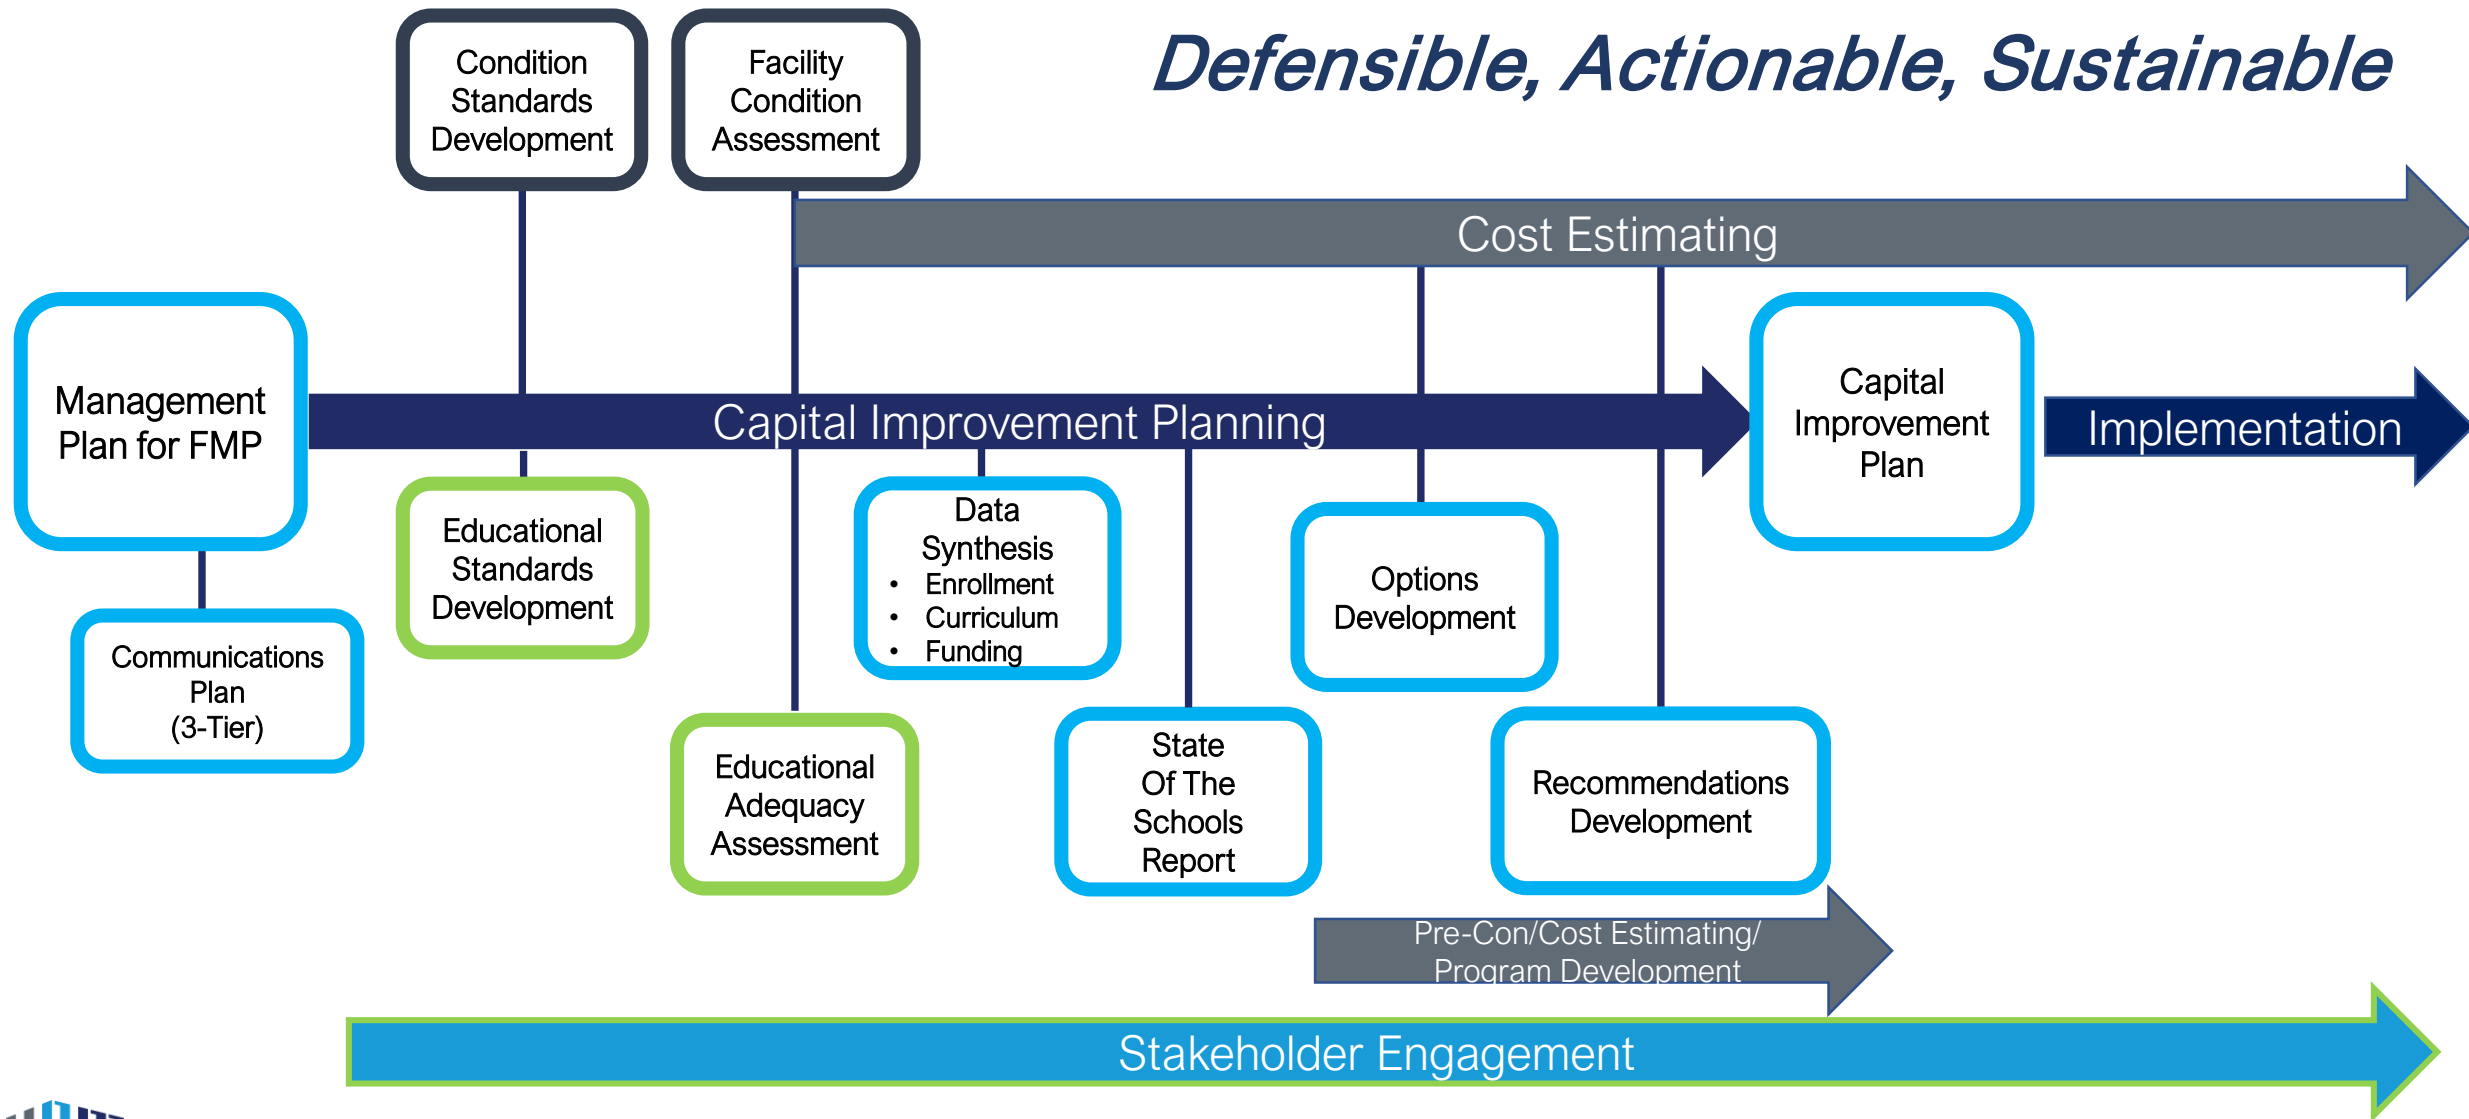 Condition
Standards
Development
Facility
Condition
Assessment
Defensible, Actionable, Sustainable
Cost Estimating
Management
Plan for FMP
Capital Improvement Planning
Capital
Improvement
Plan
Implementation
Communications
Plan
(3-Tier)
Educational
Standards
Development
Data
Synthesis
• Enrollment
• Curriculum
• Funding
Options
Development
Educational
Adequacy
Assessment
State
Of The
Schools
Report
Recommendations
Development
Pre-Con/Cost Estimating/
Program Development
Stakeholder Engagement